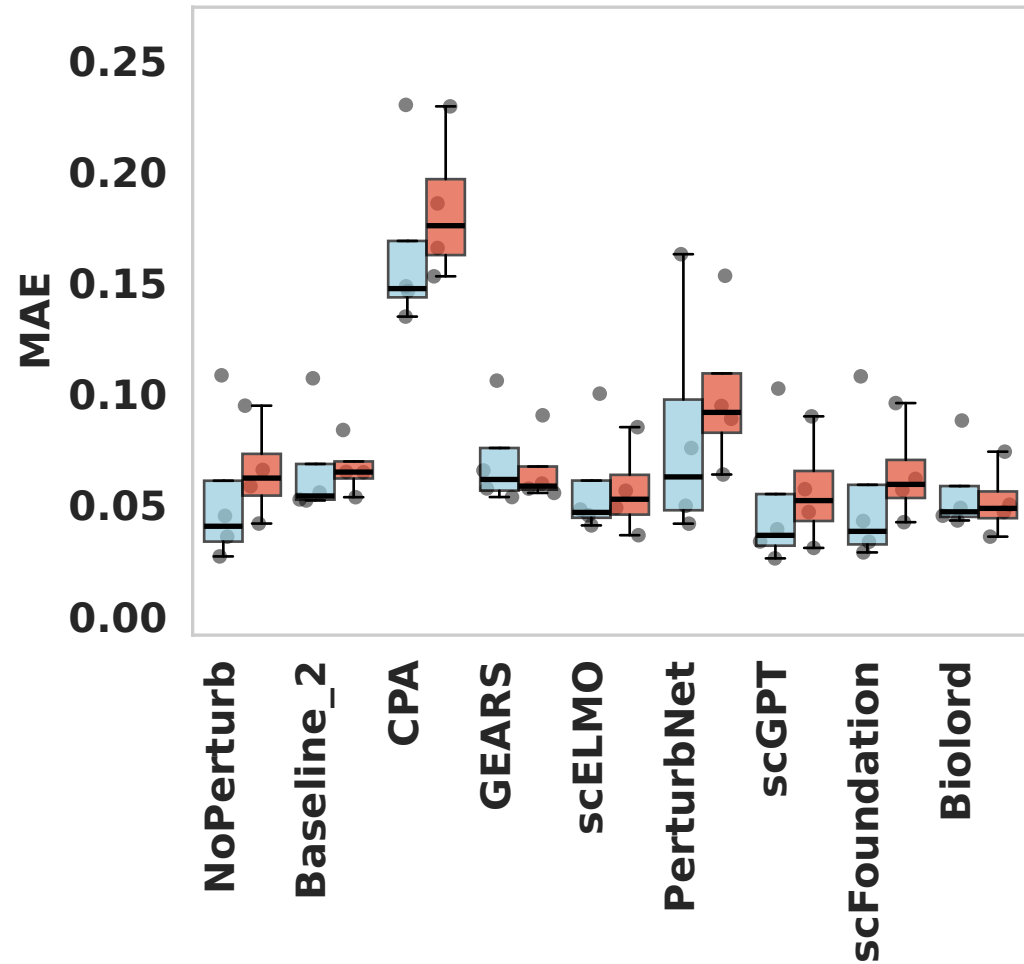 MAE
0.25
0.20
0.15
0.10
0.05
0.00
NoPerturb
Baseline_2
CPA
GEARS
scELMO
PerturbNet
scGPT
scFoundation
Biolord